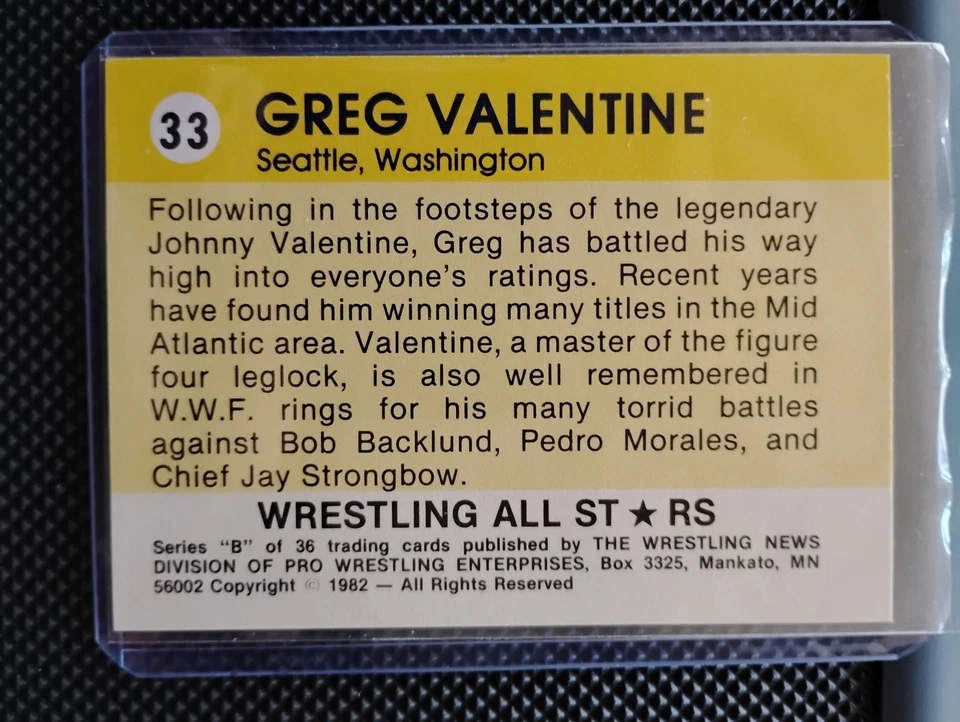 33
GREG VALENTINE
Seattle, Washington
Following in the footsteps of the legendary
Johnny Valentine, Greg has battled his way
high into everyone's ratings. Recent years
have found him winning many titles in the Mid
Atlantic area. Valentine, a master of the figure
four leglock, is also well remembered in
W.W.F. rings for his many torrid battles
against Bob Backlund, Pedro Morales, and
Chief Jay Strongbow.
WRESTLING ALL ST★RS
Series "B" of 36 trading cards published by THE WRESTLING NEWS
DIVISION OF PRO WRESTLING ENTERPRISES, Box 3325, Mankato, MN
56002 Copyright © 1982 — All Rights Reserved